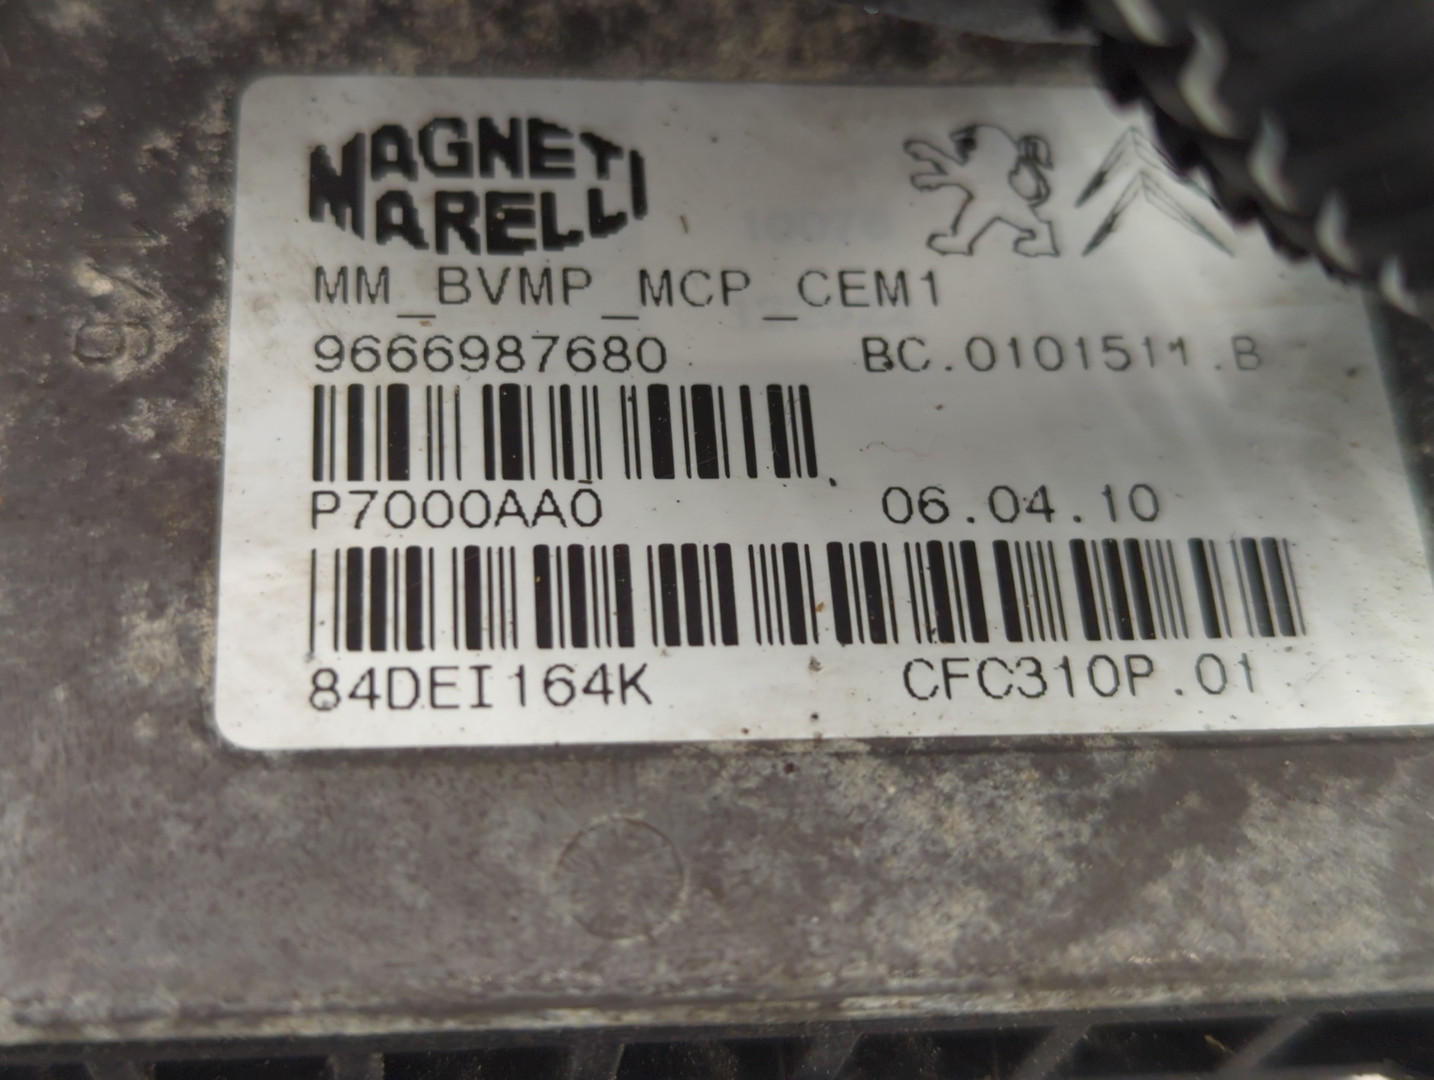 MAGNETI
MARELLI
MM_BVMP_MCP_CEM1
9666987680 BC.0101511.B
P7000AA0 06.04.10
84DEI164K CFC310P.01